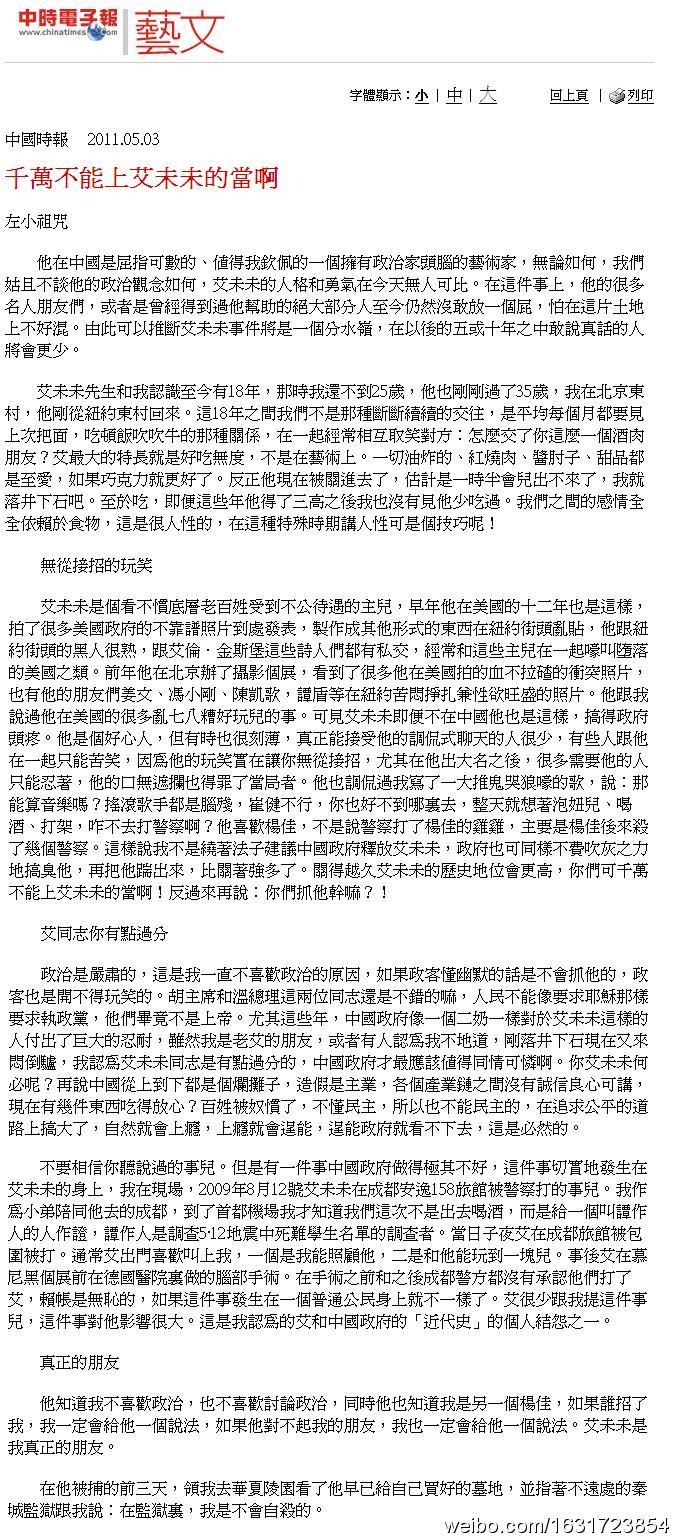 中時電子報
www.chinatimes.com
藝文
字體顯示：小｜中｜大 回上頁｜列印
中國時報 2011.05.03
千萬不能上艾未未的當啊
左小祖咒
他在中國是屈指可數的、值得我欽佩的一個擁有政治家頭腦的藝術家，無論如何，我們
姑且不談他的政治觀念如何，艾未未的人格和勇氣在今天無人可比。在這件事上，他的很多
名人朋友們，或者是曾經得到過他幫助的絕大部分人至今仍然沒敢放一個屁，怕在這片土地
上不好混。由此可以推斷艾未未事件將是一個分水嶺，在以後的五或十年之中敢說真話的人
將會更少。
艾未未先生和我認識至今有18年，那時我還不到25歲，他也剛剛過了35歲，我在北京東
村，他剛從紐約東村回來。這18年之間我們不是那種斷斷續續的交往，是平均每個月都要見
上次把面，吃頓飯吹吹牛的那種關係，在一起經常相互取笑對方：怎麼交了你這麼一個酒肉
朋友？艾最大的特長就是好吃無度，不是在藝術上。一切油炸的、紅燒肉、醬肘子、甜品都
是至愛，如果巧克力就更好了。反正他現在被關進去了，估計是一時半會兒出不來了，我就
落井下石吧。至於吃，即便這些年他得了三高之後我也沒有見他少吃過。我們之間的感情全
全依賴於食物，這是很人性的，在這種特殊時期講人性可是個技巧呢！
無從接招的玩笑
艾未未是個看不慣底層老百姓受到不公待遇的主兒，早年他在美國的十二年也是這樣，
拍了很多美國政府的不靠譜照片到處發表，製作成其他形式的東西在紐約街頭亂貼，他跟紐
約街頭的黑人很熟，跟艾倫．金斯堡這些詩人們都有私交，經常和這些主兒在一起嚎叫墮落
的美國之類。前年他在北京辦了攝影個展，看到了很多他在美國拍的血不拉碴的衝突照片，
也有他的朋友們姜文、馮小剛、陳凱歌，譚盾等在紐約苦悶掙扎兼性欲旺盛的照片。他跟我
說過他在美國的很多亂七八糟好玩兒的事。可見艾未未即便不在中國他也是這樣，搞得政府
頭疼。他是個好心人，但有時也很刻薄，真正能接受他的調侃式聊天的人很少，有些人跟他
在一起只能苦笑，因為他的玩笑實在讓你無從接招，尤其在他出大名之後，很多需要他的人
只能忍著，他的口無遮攔也得罪了當局者。他也調侃過我寫了一大推鬼哭狼嚎的歌，說：那
能算音樂嗎？搖滾歌手都是腦殘，崔健不行，你也好不到哪裏去，整天就想著泡妞兒、喝
酒、打架，咋不去打警察啊？他喜歡楊佳，不是說警察打了楊佳的雞雞，主要是楊佳後來殺
了幾個警察。這樣說我不是繞著法子建議中國政府釋放艾未未，政府也可同樣不費吹灰之力
地搞臭他，再把他踹出來，比關著強多了。關得越久艾未未的歷史地位會更高，你們可千萬
不能上艾未未的當啊！反過來再說：你們抓他幹嘛？！
艾同志你有點過分
政治是嚴肅的，這是我一直不喜歡政治的原因，如果政客懂幽默的話是不會抓他的，政
客也是開不得玩笑的。胡主席和溫總理這兩位同志還是不錯的嘛，人民不能像要求耶穌那樣
要求執政黨，他們畢竟不是上帝。尤其這些年，中國政府像一個二奶一樣對於艾未未這樣的
人付出了巨大的忍耐，雖然我是老艾的朋友，或者有人認為我不地道，剛落井下石現在又來
悶倒驢，我認為艾未未同志是有點過分的，中國政府才最應該值得同情可憐啊。你艾未未何
必呢？再說中國從上到下都是個爛攤子，造假是主業，各個產業鏈之間沒有誠信良心可講，
現在有幾件東西吃得放心？百姓被奴慣了，不懂民主，所以也不能民主的，在追求公平的道
路上搞大了，自然就會上癮，上癮就會逞能，逞能政府就看不下去，這是必然的。
不要相信你聽說過的事兒。但是有一件事中國政府做得極其不好，這件事切實地發生在
艾未未的身上，我在現場，2009年8月12號艾未未在成都安逸158旅館被警察打的事兒。我作
為小弟陪同他去的成都，到了首都機場我才知道我們這次不是出去喝酒，而是給一個叫譚作
人的人作證，譚作人是調查5·12地震中死難學生名單的調查者。當日子夜艾在成都旅館被包
圍被打。通常艾出門喜歡叫上我，一個是我能照顧他，二是和他能玩到一塊兒。事後艾在慕
尼黑個展前在德國醫院裏做的腦部手術。在手術之前和之後成都警方都沒有承認他們打了
艾，賴帳是無恥的，如果這件事發生在一個普通公民身上就不一樣了。艾很少跟我提這件事
兒，這件事對他影響很大。這是我認為的艾和中國政府的「近代史」的個人結怨之一。
真正的朋友
他知道我不喜歡政治，也不喜歡討論政治，同時他也知道我是另一個楊佳，如果誰招了
我，我一定會給他一個說法，如果他對不起我的朋友，我也一定會給他一個說法。艾未未是
我真正的朋友。
在他被捕的前三天，領我去華夏陵園看了他早已給自己買好的墓地，並指著不遠處的秦
城監獄跟我說：在監獄裏，我是不會自殺的。
weibo.com/1631723854